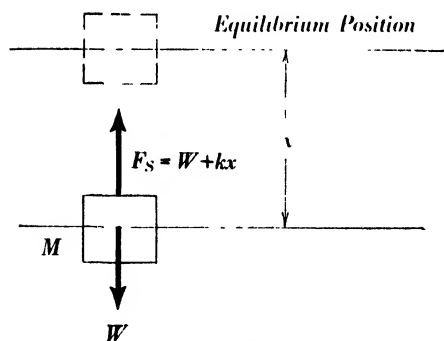 Equilibrium Position
F_S = W + kx
M
W